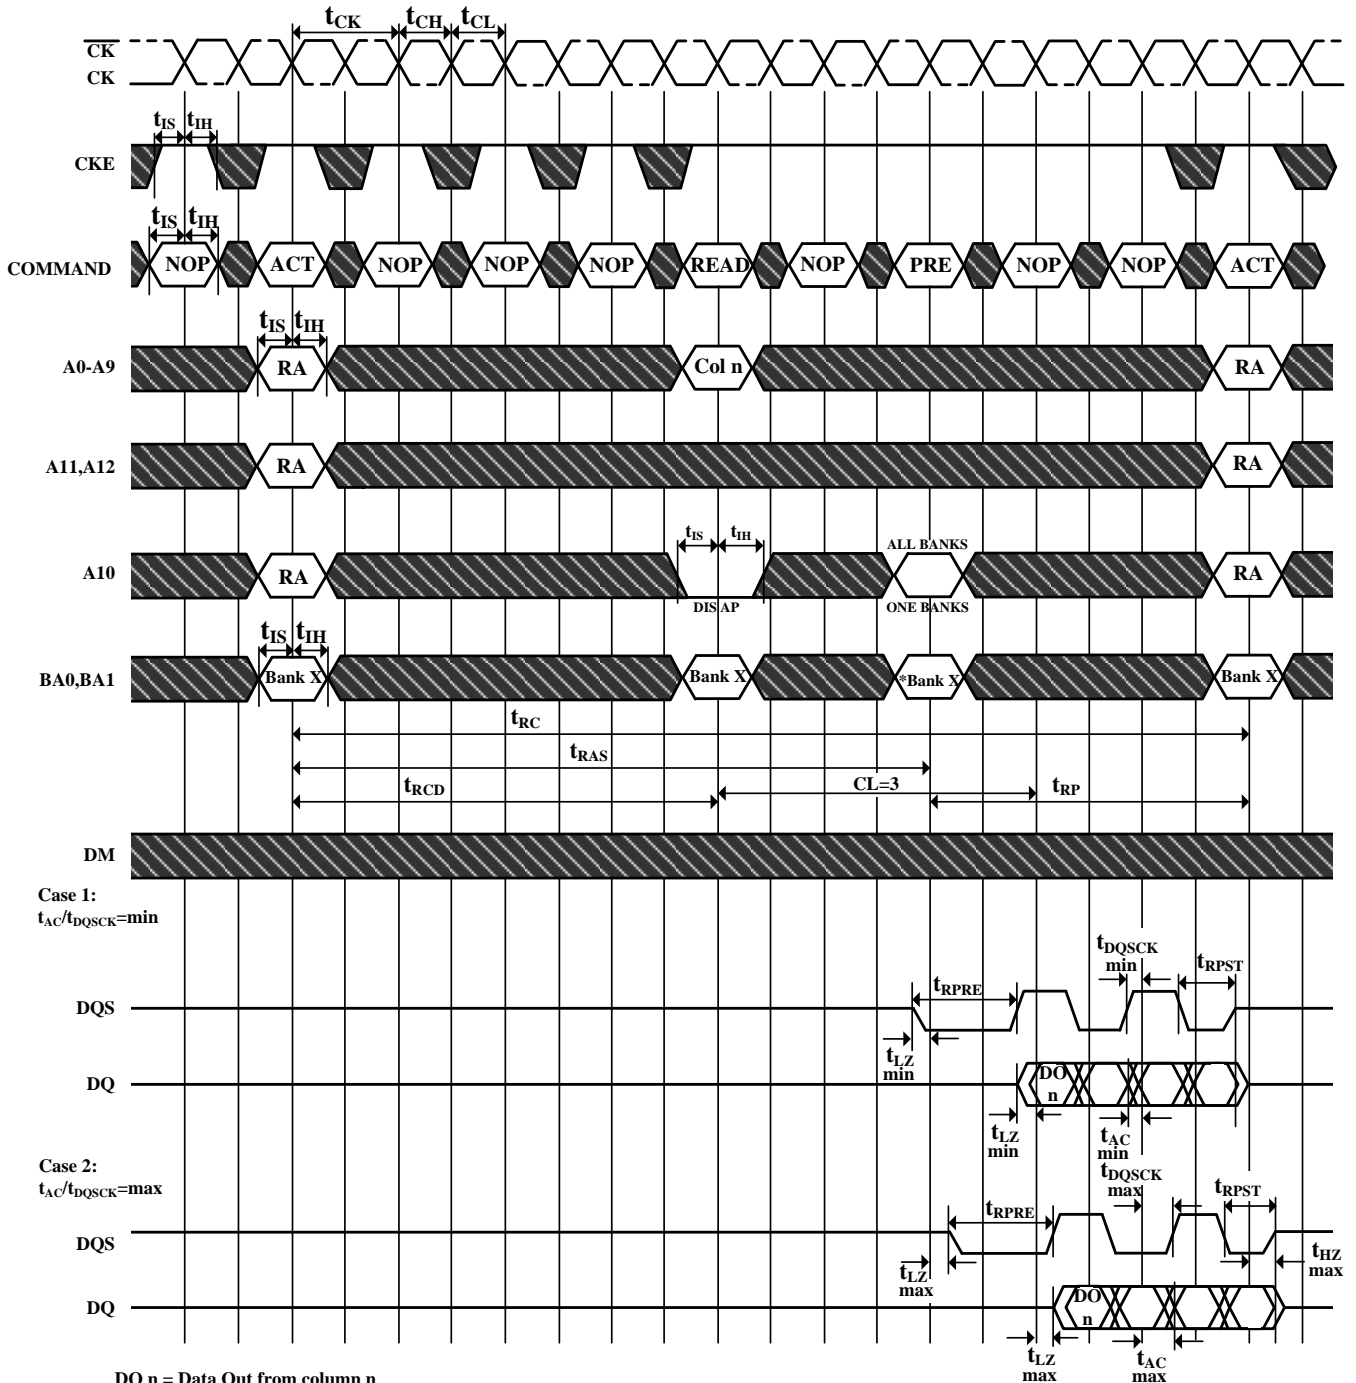 tCK tCH tCL
CK
CK
tIS tIH
CKE
tIS tIH
COMMAND NOP ACT NOP NOP NOP READ NOP PRE NOP NOP ACT
tIS tIH
A0-A9 RA Col n RA
A11,A12 RA RA
tIS tIH ALL BANKS
A10 RA RA
DIS AP ONE BANKS
tIS tIH
BA0,BA1 Bank X Bank X *Bank X Bank X
tRC
tRAS
tRCD CL=3 tRP
DM
Case 1:
tAC/tDQSCK=min
tDQSCK
min tRPST
tRPRE
DQS
tLZ
min
DQ DO
n
tLZ
min
tAC
min
Case 2:
tAC/tDQSCK=max
tDQSCK
max tRPST
tRPRE
DQS
tHZ
max
tLZ
max
DQ DO
n
tLZ
max
tAC
max
DO n = Data Out from column n